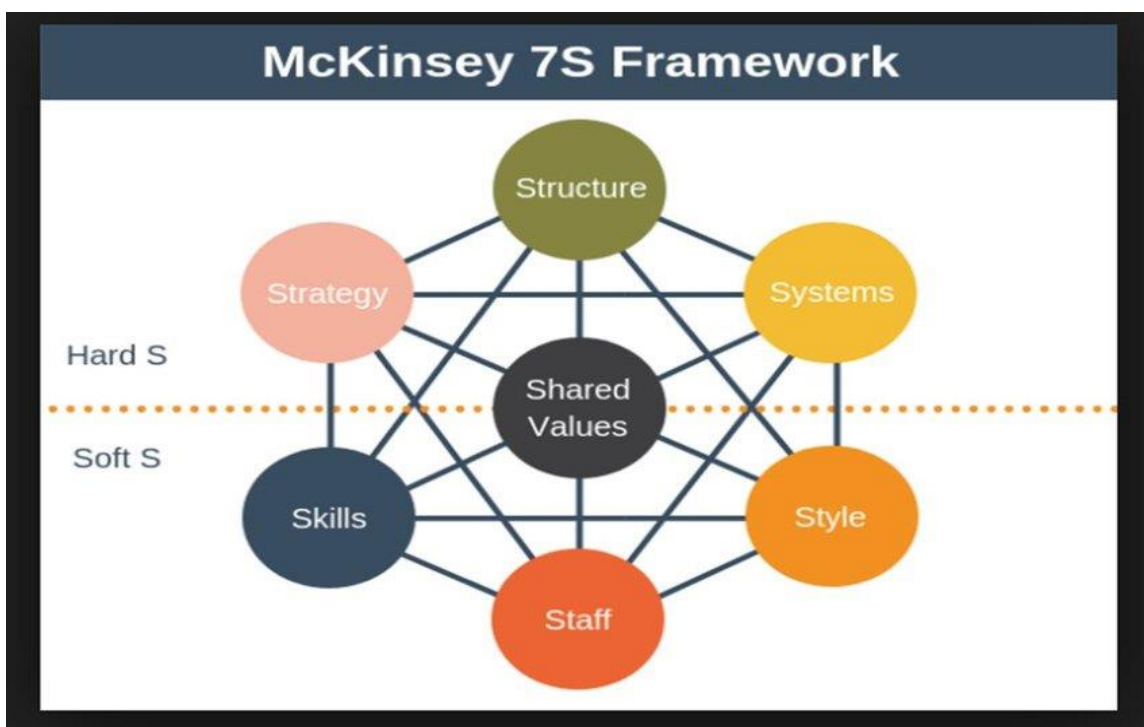 McKinsey 7S Framework
Structure
Strategy
Systems
Hard S
Shared
Values
Soft S
Skills
Style
Staff